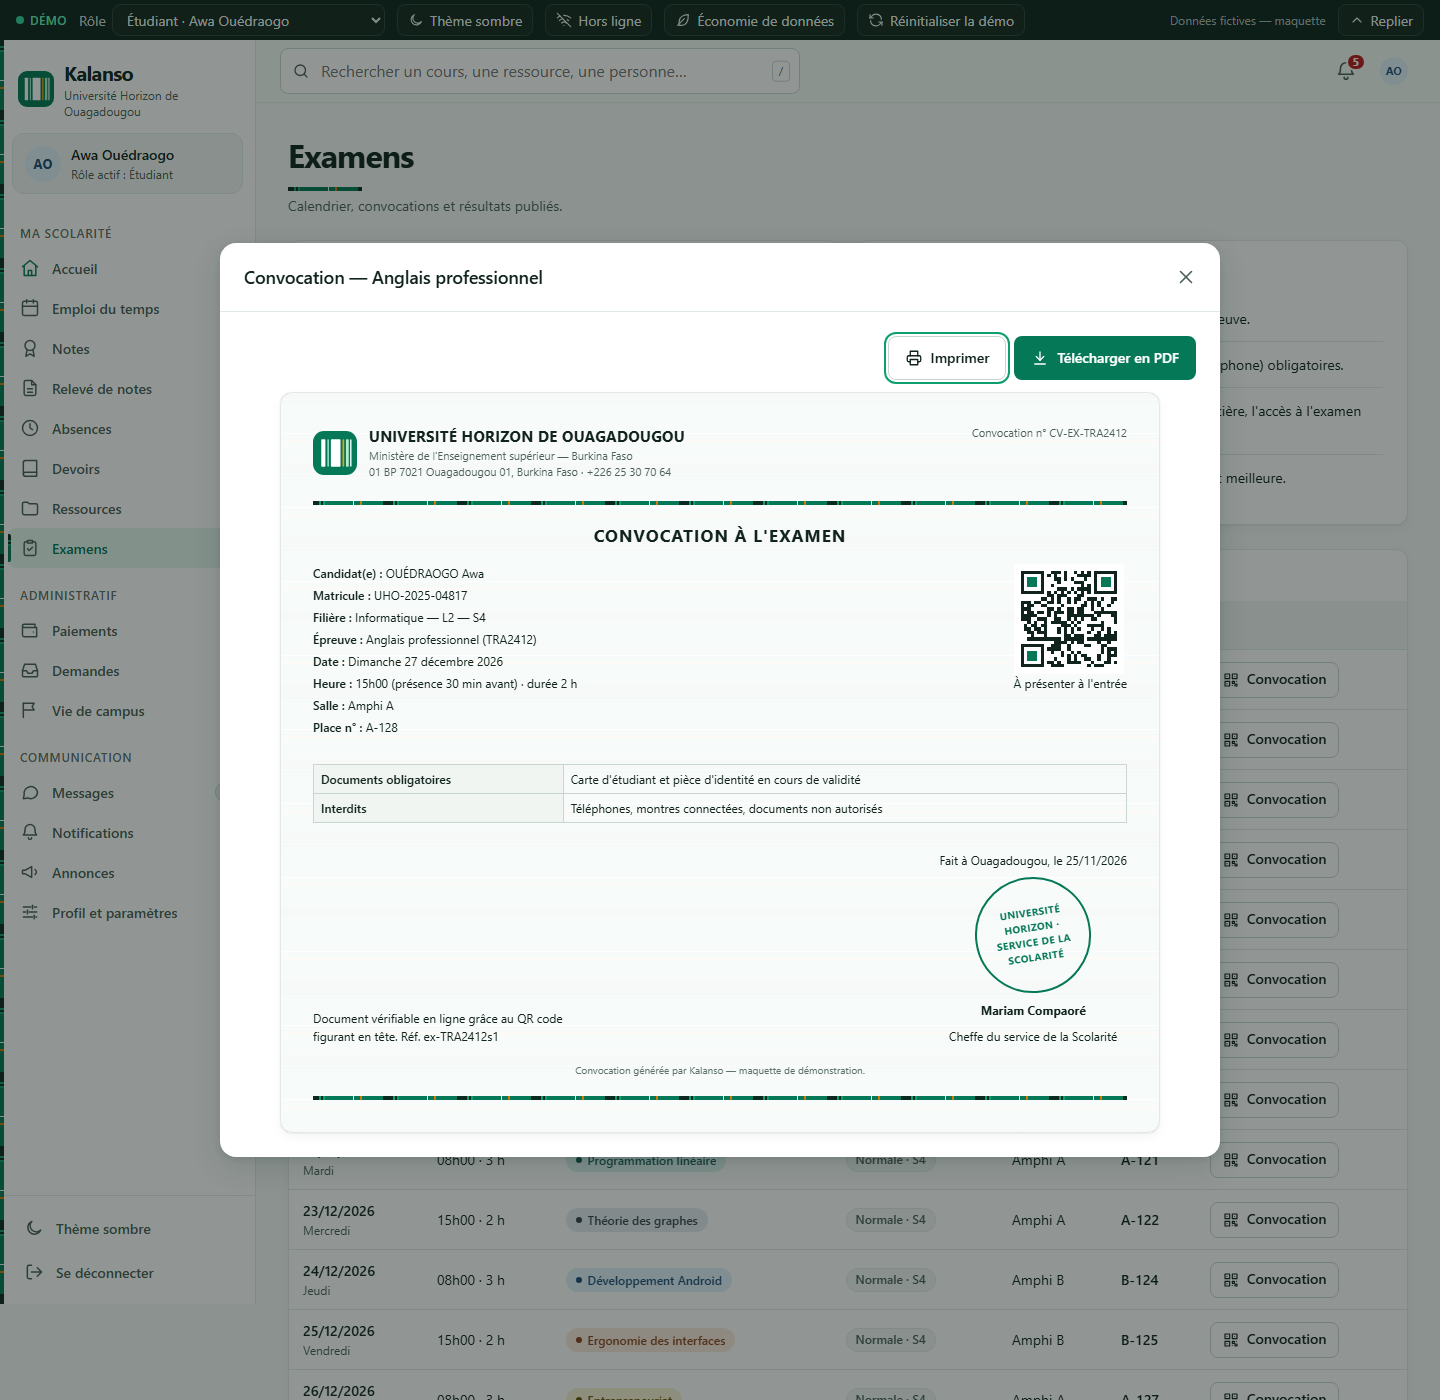 DÉMO Rôle Étudiant · Awa Ouédraogo Thème sombre Hors ligne Économie de données Réinitialiser la démo Données fictives — maquette Replier
Kalanso
Université Horizon de
Ouagadougou
Rechercher un cours, une ressource, une personne... /
5
AO
AO
Awa Ouédraogo
Rôle actif : Étudiant
MA SCOLARITÉ
Accueil
Emploi du temps
Notes
Relevé de notes
Absences
Devoirs
Ressources
Examens
ADMINISTRATIF
Paiements
Demandes
Vie de campus
COMMUNICATION
Messages
Notifications
Annonces
Profil et paramètres
Thème sombre
Se déconnecter
Examens
Calendrier, convocations et résultats publiés.
phone) obligatoires.
l'accès à l'examen
meilleure.
Convocation — Anglais professionnel
Imprimer
Télécharger en PDF
UNIVERSITÉ HORIZON DE OUAGADOUGOU
Ministère de l'Enseignement supérieur — Burkina Faso
01 BP 7021 Ouagadougou 01, Burkina Faso · +226 25 30 70 64
Convocation n° CV-EX-TRA2412
CONVOCATION À L'EXAMEN
Candidat(e) : OUÉDRAOGO Awa
Matricule : UHO-2025-04817
Filière : Informatique — L2 — S4
Épreuve : Anglais professionnel (TRA2412)
Date : Dimanche 27 décembre 2026
Heure : 15h00 (présence 30 min avant) · durée 2 h
Salle : Amphi A
Place n° : A-128
À présenter à l'entrée
Documents obligatoires Carte d'étudiant et pièce d'identité en cours de validité
Interdits Téléphones, montres connectées, documents non autorisés
Fait à Ouagadougou, le 25/11/2026
UNIVERSITÉ
HORIZON ·
SERVICE DE LA
SCOLARITÉ
Mariam Compaoré
Cheffe du service de la Scolarité
Document vérifiable en ligne grâce au QR code
figurant en tête. Réf. ex-TRA2412s1
Convocation générée par Kalanso — maquette de démonstration.
Convocation
Convocation
Convocation
Convocation
Convocation
Convocation
Convocation
Convocation
Mardi 08h00 · 3 h Programmation linéaire Normale · S4 Amphi A A-121 Convocation
23/12/2026
Mercredi 15h00 · 2 h Théorie des graphes Normale · S4 Amphi A A-122 Convocation
24/12/2026
Jeudi 08h00 · 3 h Développement Android Normale · S4 Amphi B B-124 Convocation
25/12/2026
Vendredi 15h00 · 2 h Ergonomie des interfaces Normale · S4 Amphi B B-125 Convocation
26/12/2026 08h00 · 3 h Entrepreneuriat Normale · S4 Amphi A A-127 Convocation